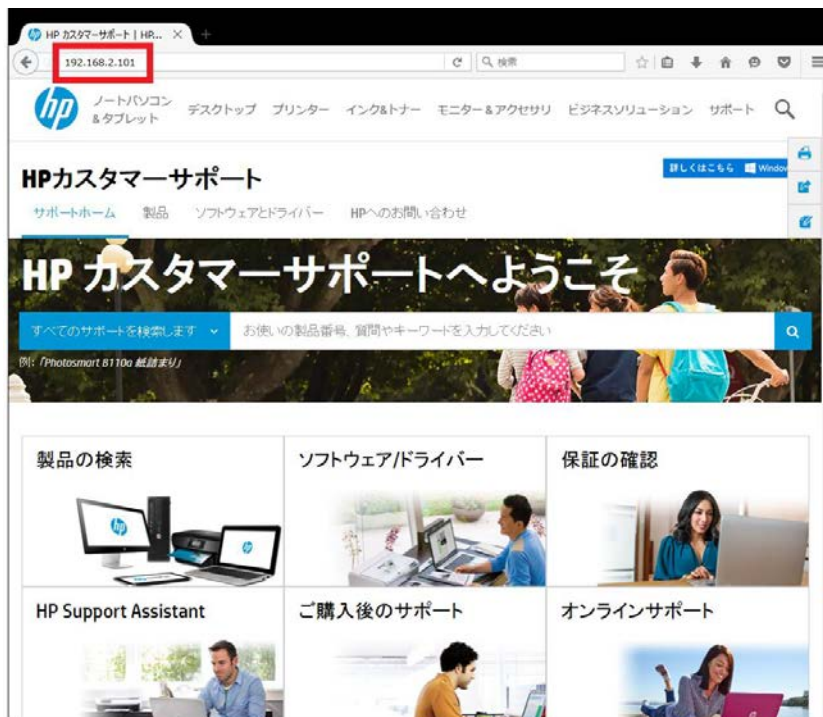 HP カスタマーサポート | HP...
192.168.2.101
検索
hp
ノートパソコン
&タブレット
デスクトップ
プリンター
インク&トナー
モニター&アクセサリ
ビジネスソリューション
サポート
HPカスタマーサポート
詳しくはこちら Window
サポートホーム
製品
ソフトウェアとドライバー
HPへのお問い合わせ
HP カスタマーサポートへようこそ
すべてのサポートを検索します
お使いの製品番号、質問やキーワードを入力してください
例:「Photosmart 8110a 紙詰まり」
製品の検索
ソフトウェア/ドライバー
保証の確認
HP Support Assistant
ご購入後のサポート
オンラインサポート